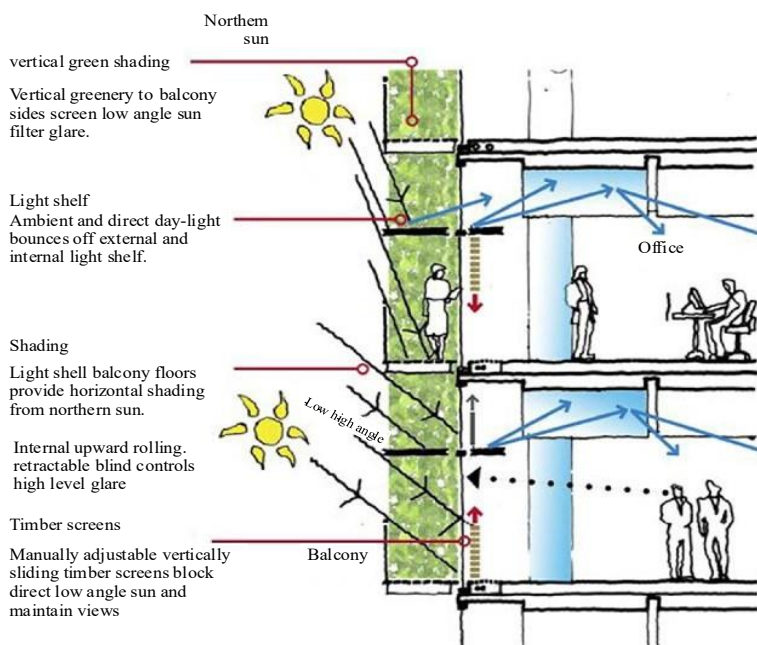 Northem
sun
vertical green shading
Vertical greenery to balcony
sides screen low angle sun
filter glare.
Light shelf
Ambient and direct day-light
bounces off external and
internal light shelf.
Office
Shading
Light shell balcony floors
provide horizontal shading
from northern sun.
Low high angle
Internal upward rolling.
retractable blind controls
high level glare
Timber screens
Balcony
Manually adjustable vertically
sliding timber screens block
direct low angle sun and
maintain views